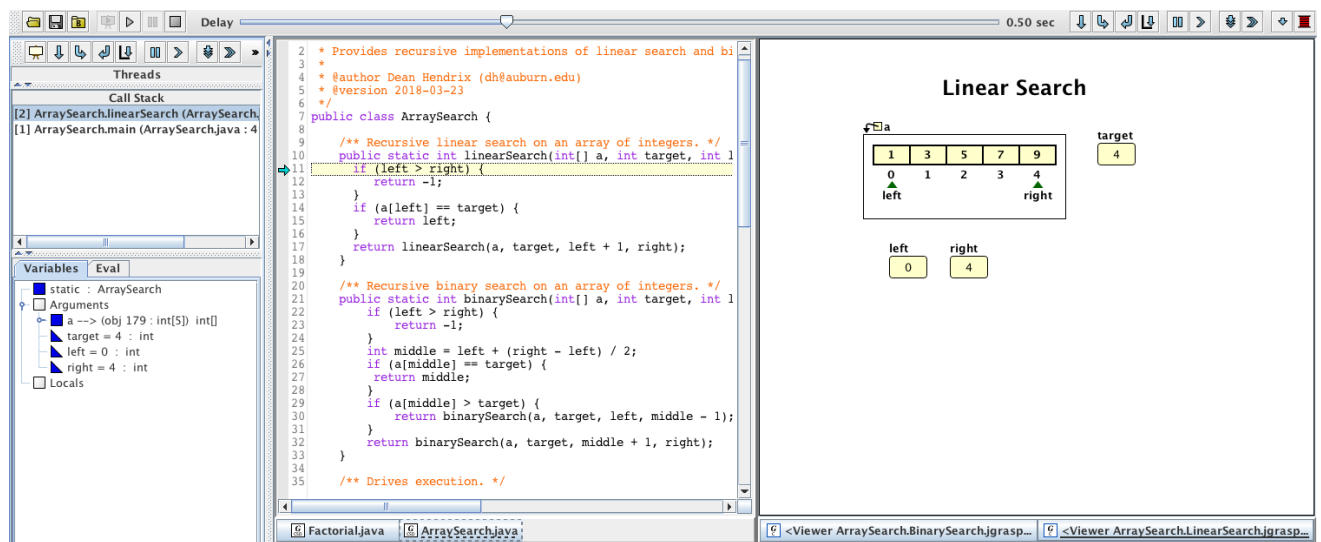 Delay 0.50 sec
Threads
Call Stack
[2] ArraySearch.linearSearch (ArraySearch.
[1] ArraySearch.main (ArraySearch.java : 4
Variables Eval
static : ArraySearch
Arguments
a --> (obj 179 : int[5]) int[]
target = 4 : int
left = 0 : int
right = 4 : int
Locals
2 * Provides recursive implementations of linear search and bi
3 *
4 * @author Dean Hendrix (dh@auburn.edu)
5 * @version 2018-03-23
6 */
7 public class ArraySearch {
8
9 /** Recursive linear search on an array of integers. */
10 public static int linearSearch(int[] a, int target, int l
11 if (left > right) {
12 return -1;
13 }
14 if (a[left] == target) {
15 return left;
16 }
17 return linearSearch(a, target, left + 1, right);
18 }
19
20 /** Recursive binary search on an array of integers. */
21 public static int binarySearch(int[] a, int target, int l
22 if (left > right) {
23 return -1;
24 }
25 int middle = left + (right - left) / 2;
26 if (a[middle] == target) {
27 return middle;
28 }
29 if (a[middle] > target) {
30 return binarySearch(a, target, left, middle - 1);
31 }
32 return binarySearch(a, target, middle + 1, right);
33 }
34
35 /** Drives execution. */
Factorial.java ArraySearch.java
Linear Search
a
target
1 3 5 7 9
4
0 1 2 3 4
left right
left right
0 4
<Viewer ArraySearch.BinarySearch.jgrasp... <Viewer ArraySearch.LinearSearch.jgrasp...